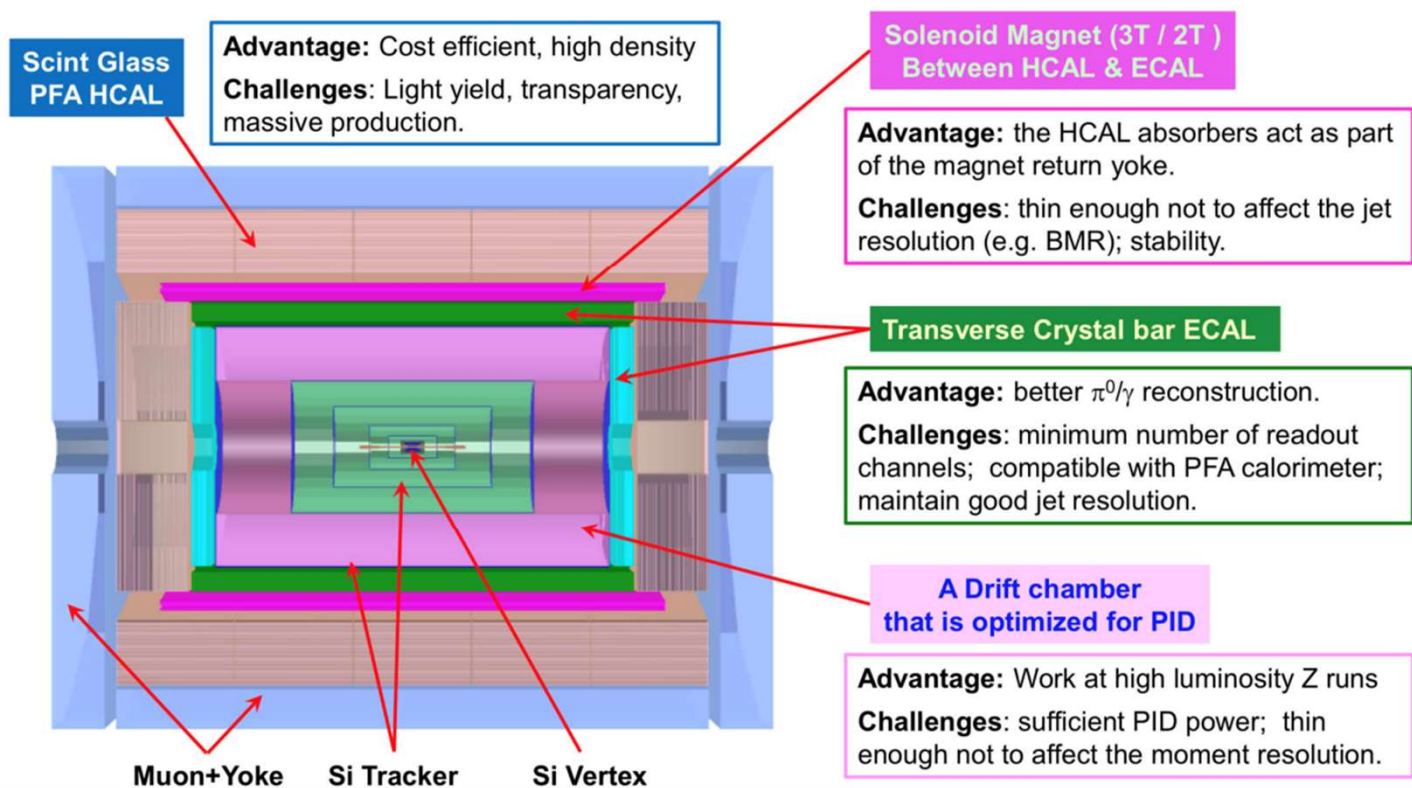 Scint Glass
PFA HCAL
Advantage: Cost efficient, high density
Challenges: Light yield, transparency,
massive production.
Solenoid Magnet (3T / 2T )
Between HCAL & ECAL
Advantage: the HCAL absorbers act as part
of the magnet return yoke.
Challenges: thin enough not to affect the jet
resolution (e.g. BMR); stability.
Transverse Crystal bar ECAL
Advantage: better π⁰/γ reconstruction.
Challenges: minimum number of readout
channels; compatible with PFA calorimeter;
maintain good jet resolution.
A Drift chamber
that is optimized for PID
Advantage: Work at high luminosity Z runs
Challenges: sufficient PID power; thin
enough not to affect the moment resolution.
Muon+Yoke
Si Tracker
Si Vertex